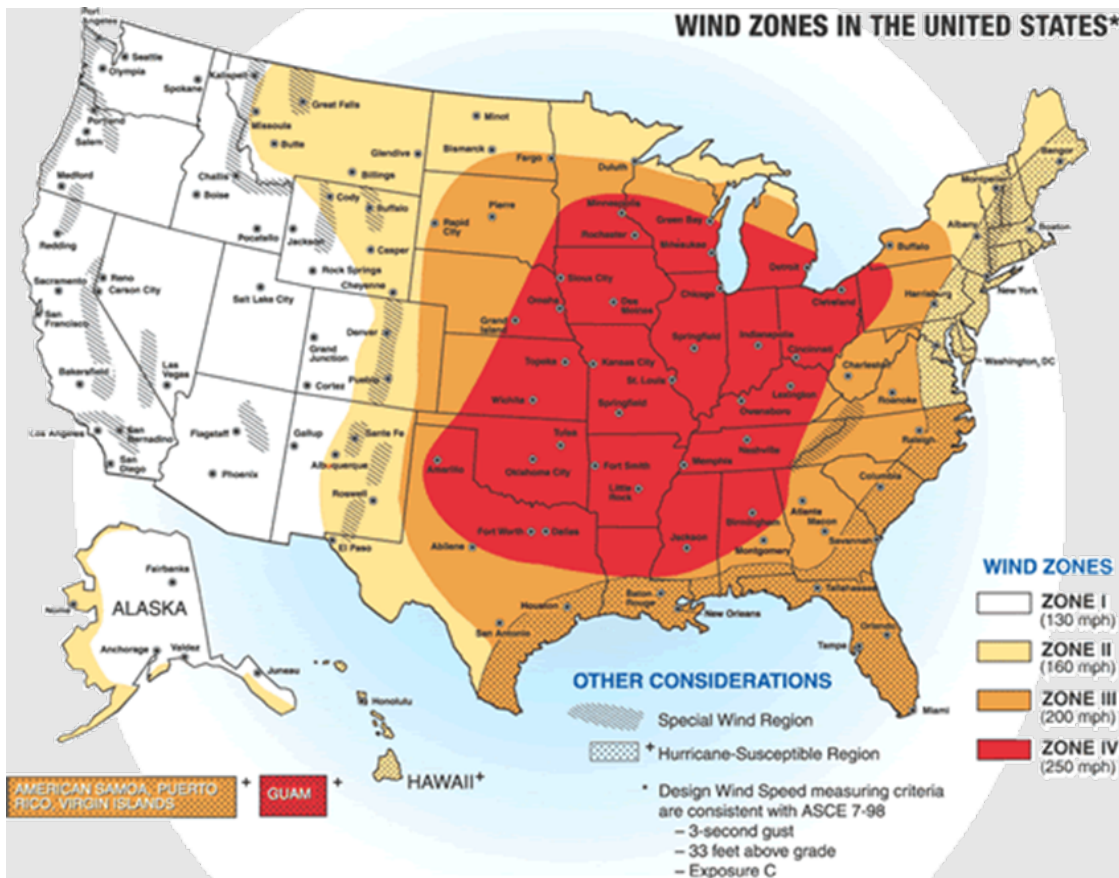 WIND ZONES IN THE UNITED STATES*
Port
Angeles
Seattle
Olympia
Spokane
Kalispell
Great Falls
Missoula
Butte
Portland
Salem
Medford
Challis
Boise
Pocatello
Billings
Glendive
Cody
Buffalo
Jackson
Casper
Rock Springs
Cheyenne
Minot
Bismarck
Fargo
Pierre
Rapid
City
Duluth
Minneapolis
Rochester
Green Bay
Milwaukee
Detroit
Chicago
Cleveland
Buffalo
Albany
Montpelier
Bangor
Boston
New York
Harrisburg
Washington, DC
Redding
Sacramento
San
Francisco
Reno
Carson City
Salt Lake City
Grand
Junction
Cortez
Denver
Pueblo
Bakersfield
Las
Vegas
Los Angeles
San
Bernadino
San
Diego
Flagstaff
Phoenix
Gallup
Santa Fe
Albuquerque
Roswell
El Paso
Sioux City
Omaha
Des
Moines
Grand
Island
Topeka
Kansas City
Wichita
Springfield
St. Louis
Springfield
Indianapolis
Cincinnati
Charleston
Lexington
Owensboro
Roanoke
Raleigh
Nashville
Memphis
Tulsa
Oklahoma City
Fort Smith
Little
Rock
Amarillo
Fort Worth
Dallas
Abilene
Jackson
Birmingham
Montgomery
Atlanta
Macon
Columbia
Savannah
Tallahassee
Houston
San Antonio
Baton
Rouge
New Orleans
Orlando
Tampa
Miami
Fairbanks
Nome
ALASKA
Anchorage
Valdez
Juneau
Honolulu
HAWAII+
AMERICAN SAMOA, PUERTO
RICO, VIRGIN ISLANDS
+
GUAM
+
OTHER CONSIDERATIONS
Special Wind Region
+ Hurricane-Susceptible Region
* Design Wind Speed measuring criteria
are consistent with ASCE 7-98
– 3-second gust
– 33 feet above grade
– Exposure C
WIND ZONES
ZONE I
(130 mph)
ZONE II
(160 mph)
ZONE III
(200 mph)
ZONE IV
(250 mph)